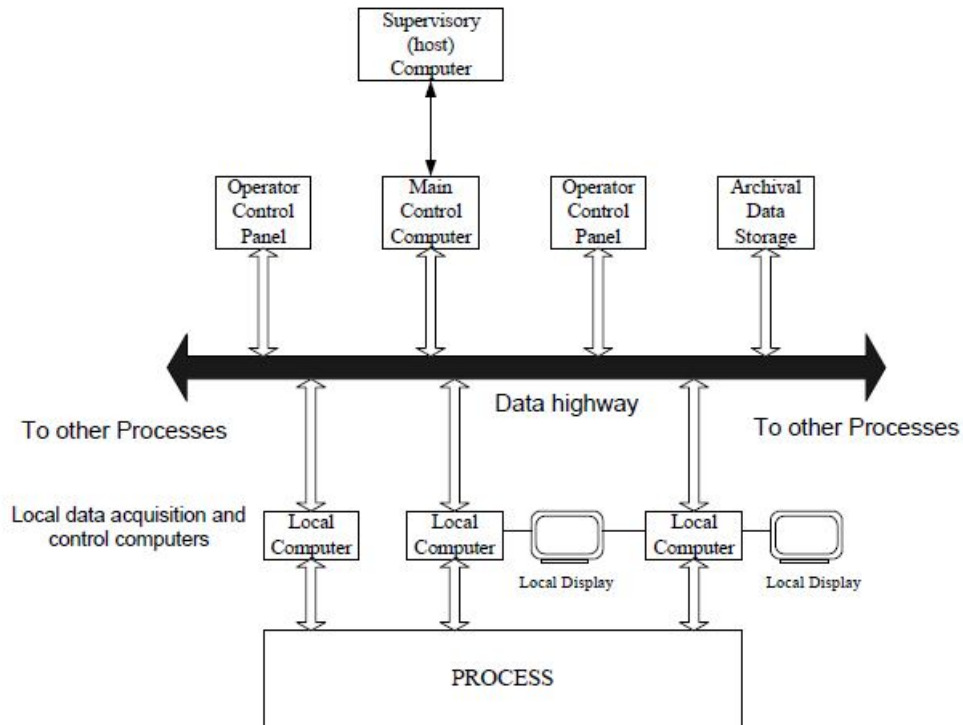 Supervisory
(host)
Computer
Operator
Control
Panel
Main
Control
Computer
Operator
Control
Panel
Archival
Data
Storage
Data highway
To other Processes
To other Processes
Local data acquisition and
control computers
Local
Computer
Local
Computer
Local Display
Local
Computer
Local Display
PROCESS